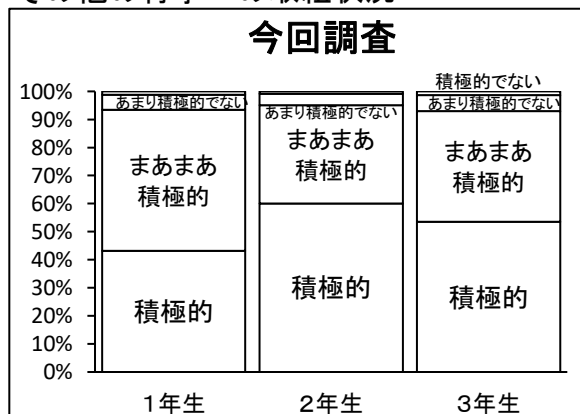 今回調査
積極的でない
100%
90%
80%
70%
60%
50%
40%
30%
20%
10%
0%
あまり積極的でない
まあまあ
積極的
積極的
あまり積極的でない
まあまあ
積極的
積極的
あまり積極的でない
まあまあ
積極的
積極的
1年生
2年生
3年生